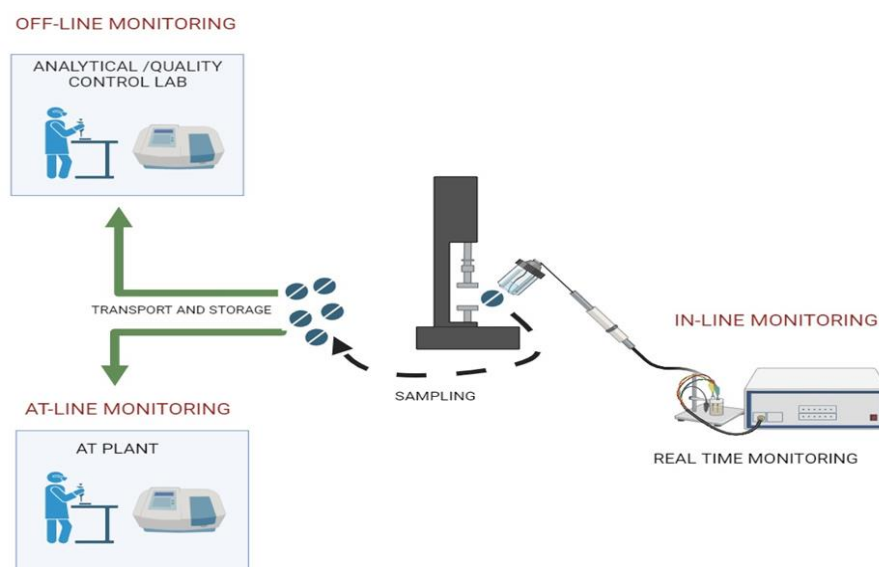 OFF-LINE MONITORING
ANALYTICAL /QUALITY
CONTROL LAB
TRANSPORT AND STORAGE
AT-LINE MONITORING
AT PLANT
SAMPLING
IN-LINE MONITORING
REAL TIME MONITORING